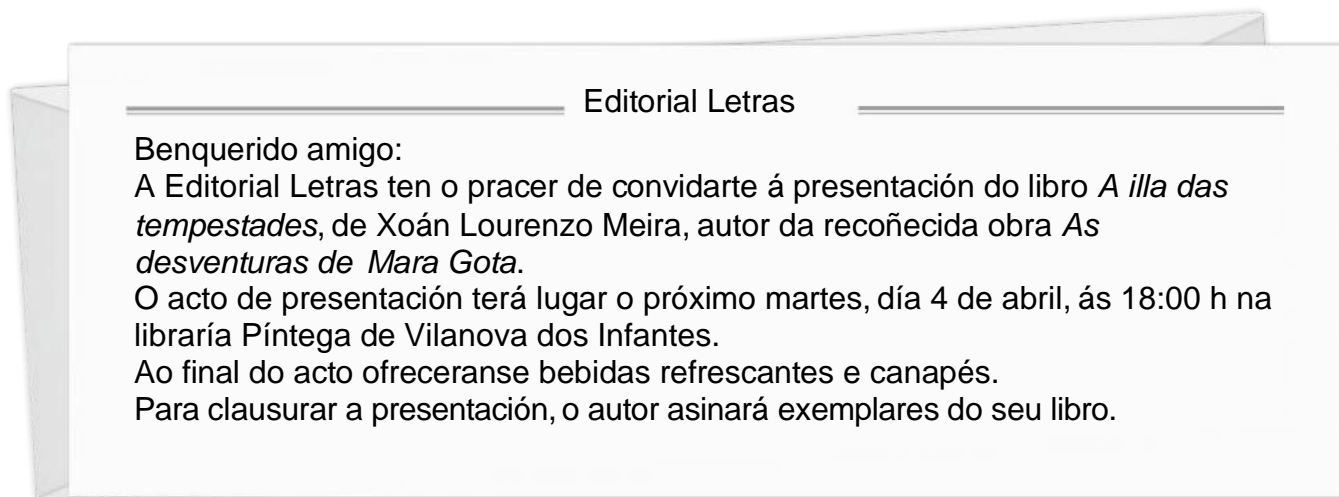 Editorial Letras
Benquerido amigo:
A Editorial Letras ten o pracer de convidarte á presentación do libro A illa das
tempestades, de Xoán Lourenzo Meira, autor da recoñecida obra As
desventuras de Mara Gota.
O acto de presentación terá lugar o próximo martes, día 4 de abril, ás 18:00 h na
libraría Píntega de Vilanova dos Infantes.
Ao final do acto ofreceranse bebidas refrescantes e canapés.
Para clausurar a presentación, o autor asinará exemplares do seu libro.